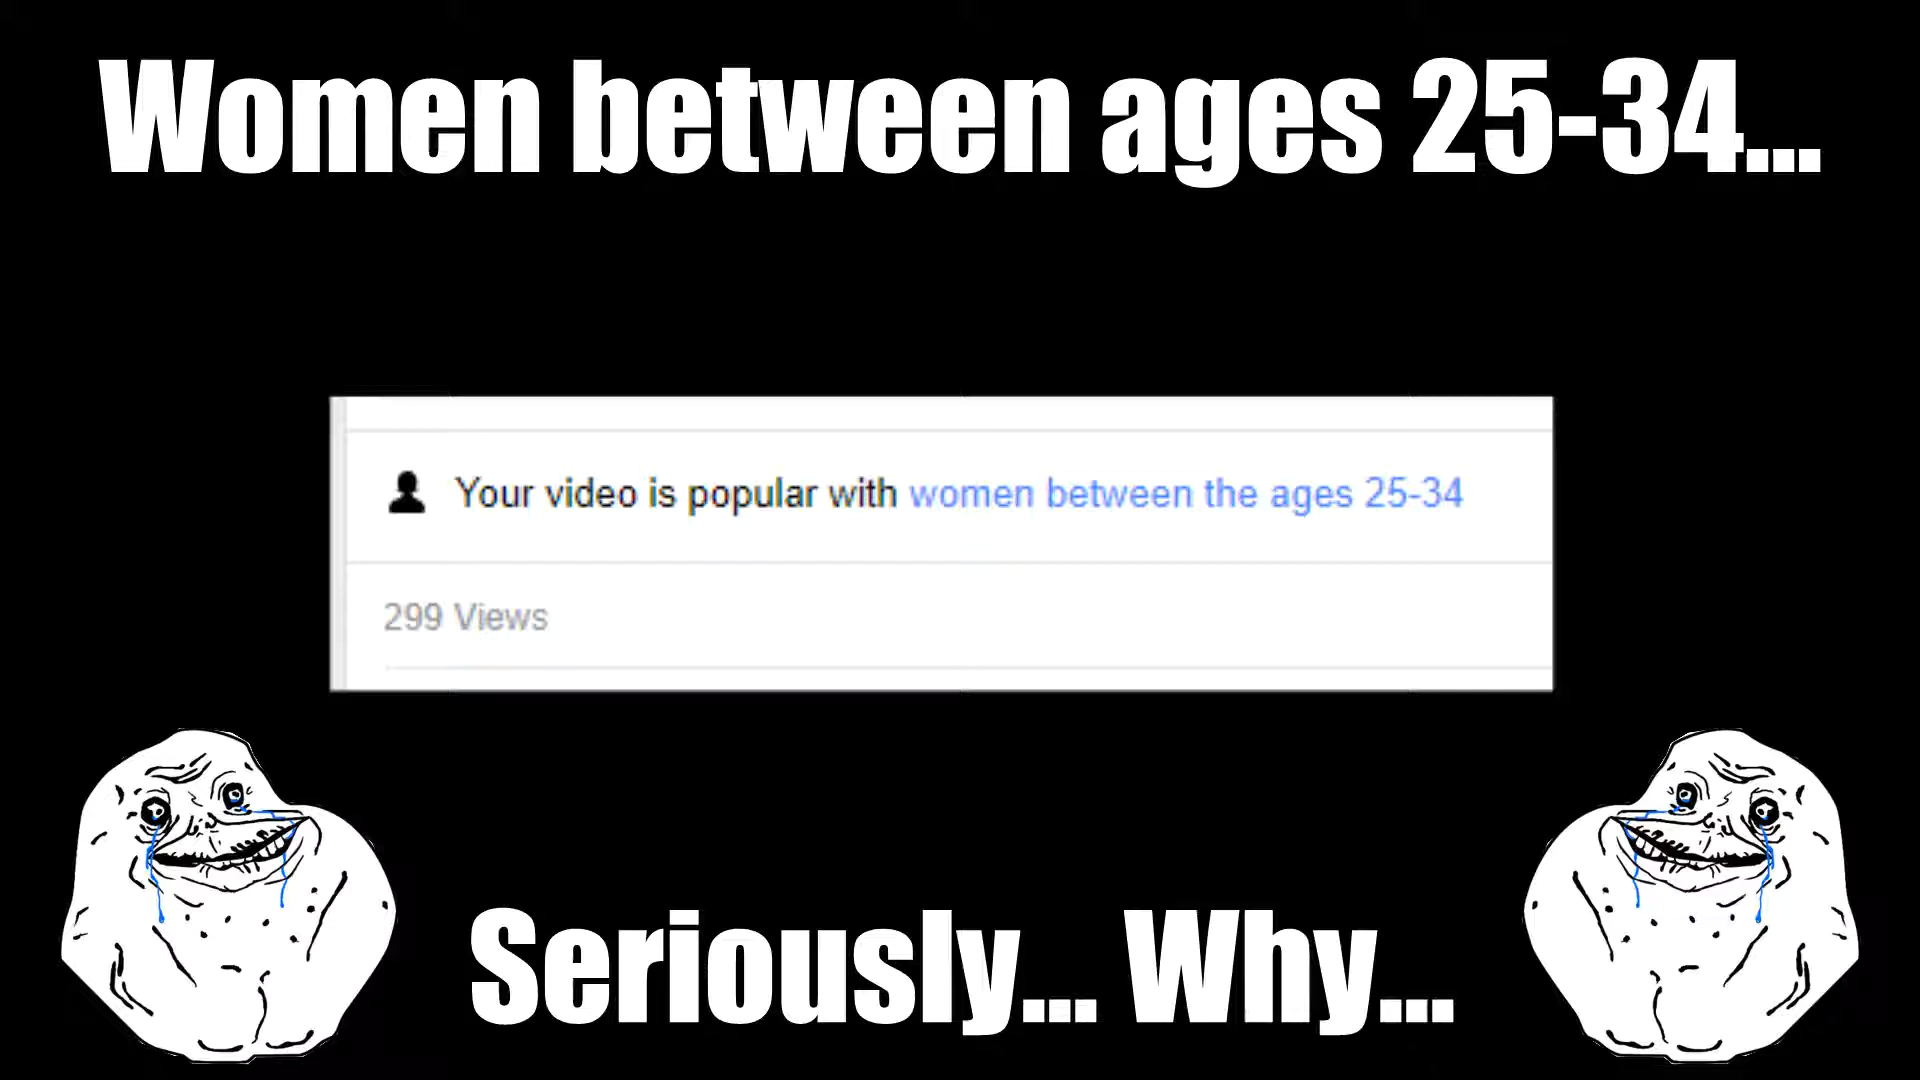 Women between ages 25-34...
Your video is popular with women between the ages 25-34
299 Views
Seriously... Why...